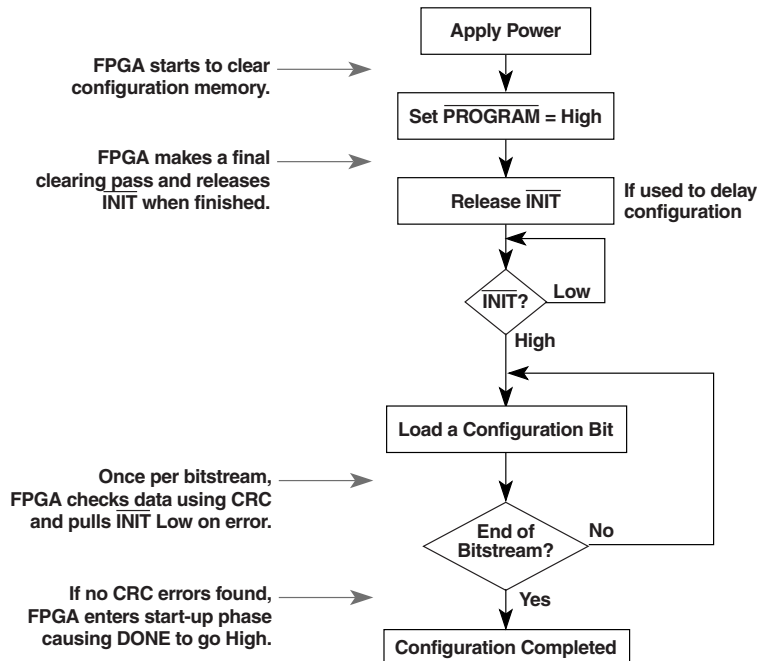 Apply Power
FPGA starts to clear
configuration memory.
Set PROGRAM = High
FPGA makes a final
clearing pass and releases
INIT when finished.
Release INIT
If used to delay
configuration
INIT?
Low
High
Load a Configuration Bit
Once per bitstream,
FPGA checks data using CRC
and pulls INIT Low on error.
End of
Bitstream?
No
Yes
If no CRC errors found,
FPGA enters start-up phase
causing DONE to go High.
Configuration Completed